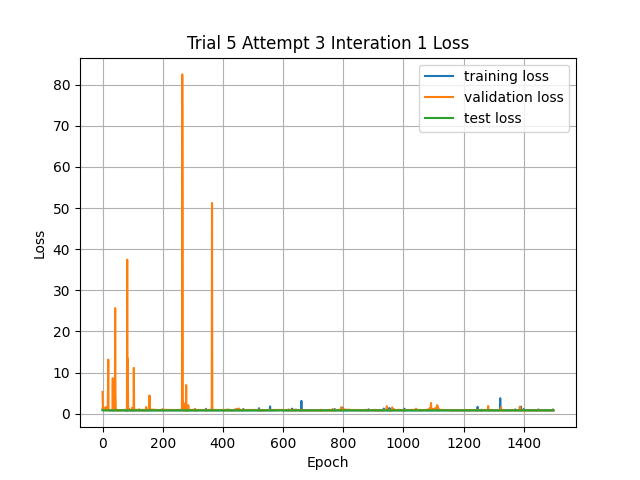 Trial 5 Attempt 3 Interation 1 Loss
training loss
validation loss
test loss
80
70
60
50
40
30
20
10
0
Loss
0 200 400 600 800 1000 1200 1400
Epoch